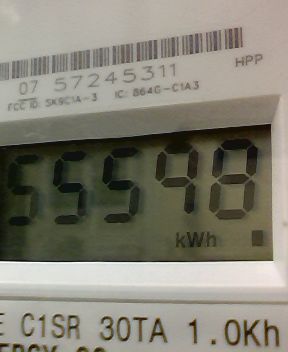 HPP
07 57245311
FCC ID: SK9C1A-3 IC: 864G-C1A3
55598
kWh
E C1SR 30TA 1.0Kh